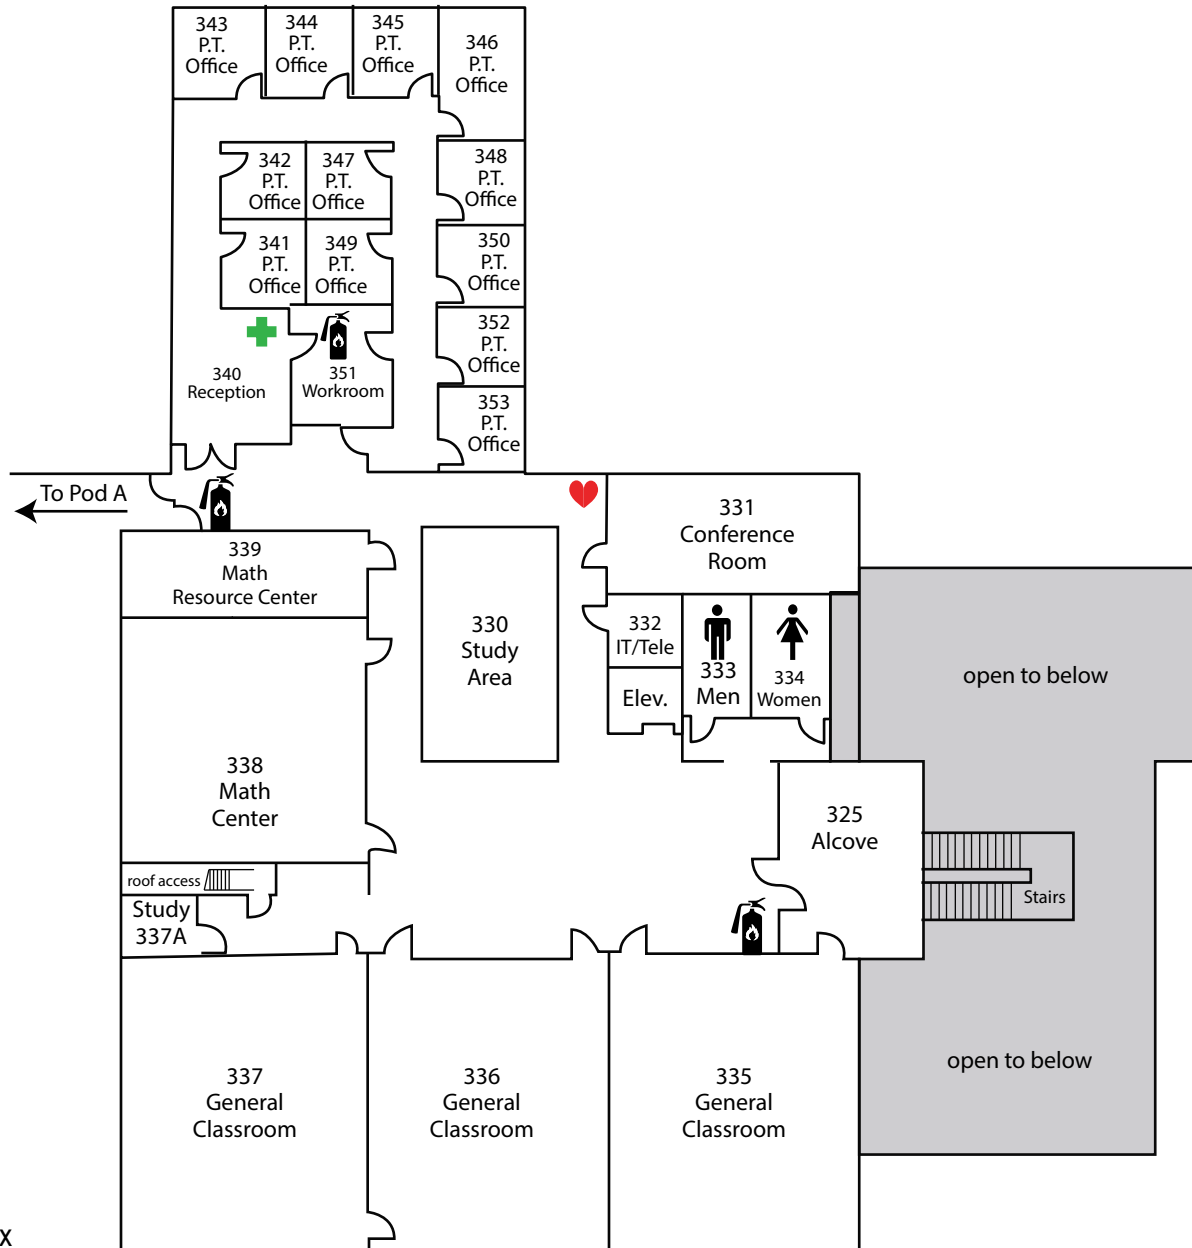 343
P.T.
Office
344
P.T.
Office
345
P.T.
Office
346
P.T.
Office
342
P.T.
Office
347
P.T.
Office
348
P.T.
Office
341
P.T.
Office
349
P.T.
Office
350
P.T.
Office
352
P.T.
Office
340
Reception
351
Workroom
353
P.T.
Office
To Pod A
331
Conference
Room
339
Math
Resource Center
330
Study
Area
332
IT/Tele
333
Men
334
Women
Elev.
open to below
338
Math
Center
325
Alcove
roof access
Stairs
Study
337A
open to below
337
General
Classroom
336
General
Classroom
335
General
Classroom
x